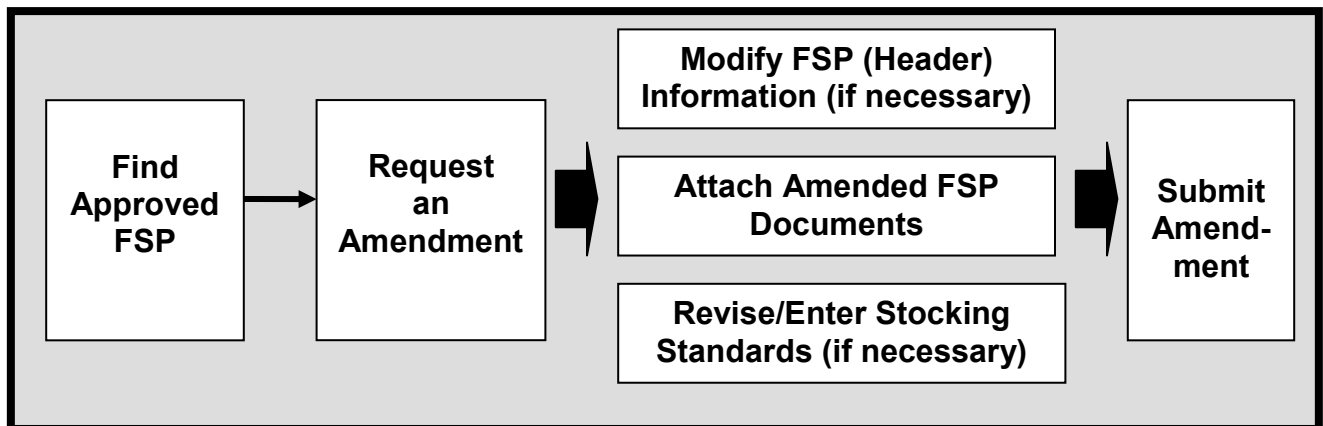 Find
Approved
FSP
Request
an
Amendment
Modify FSP (Header)
Information (if necessary)
Attach Amended FSP
Documents
Revise/Enter Stocking
Standards (if necessary)
Submit
Amend-
ment